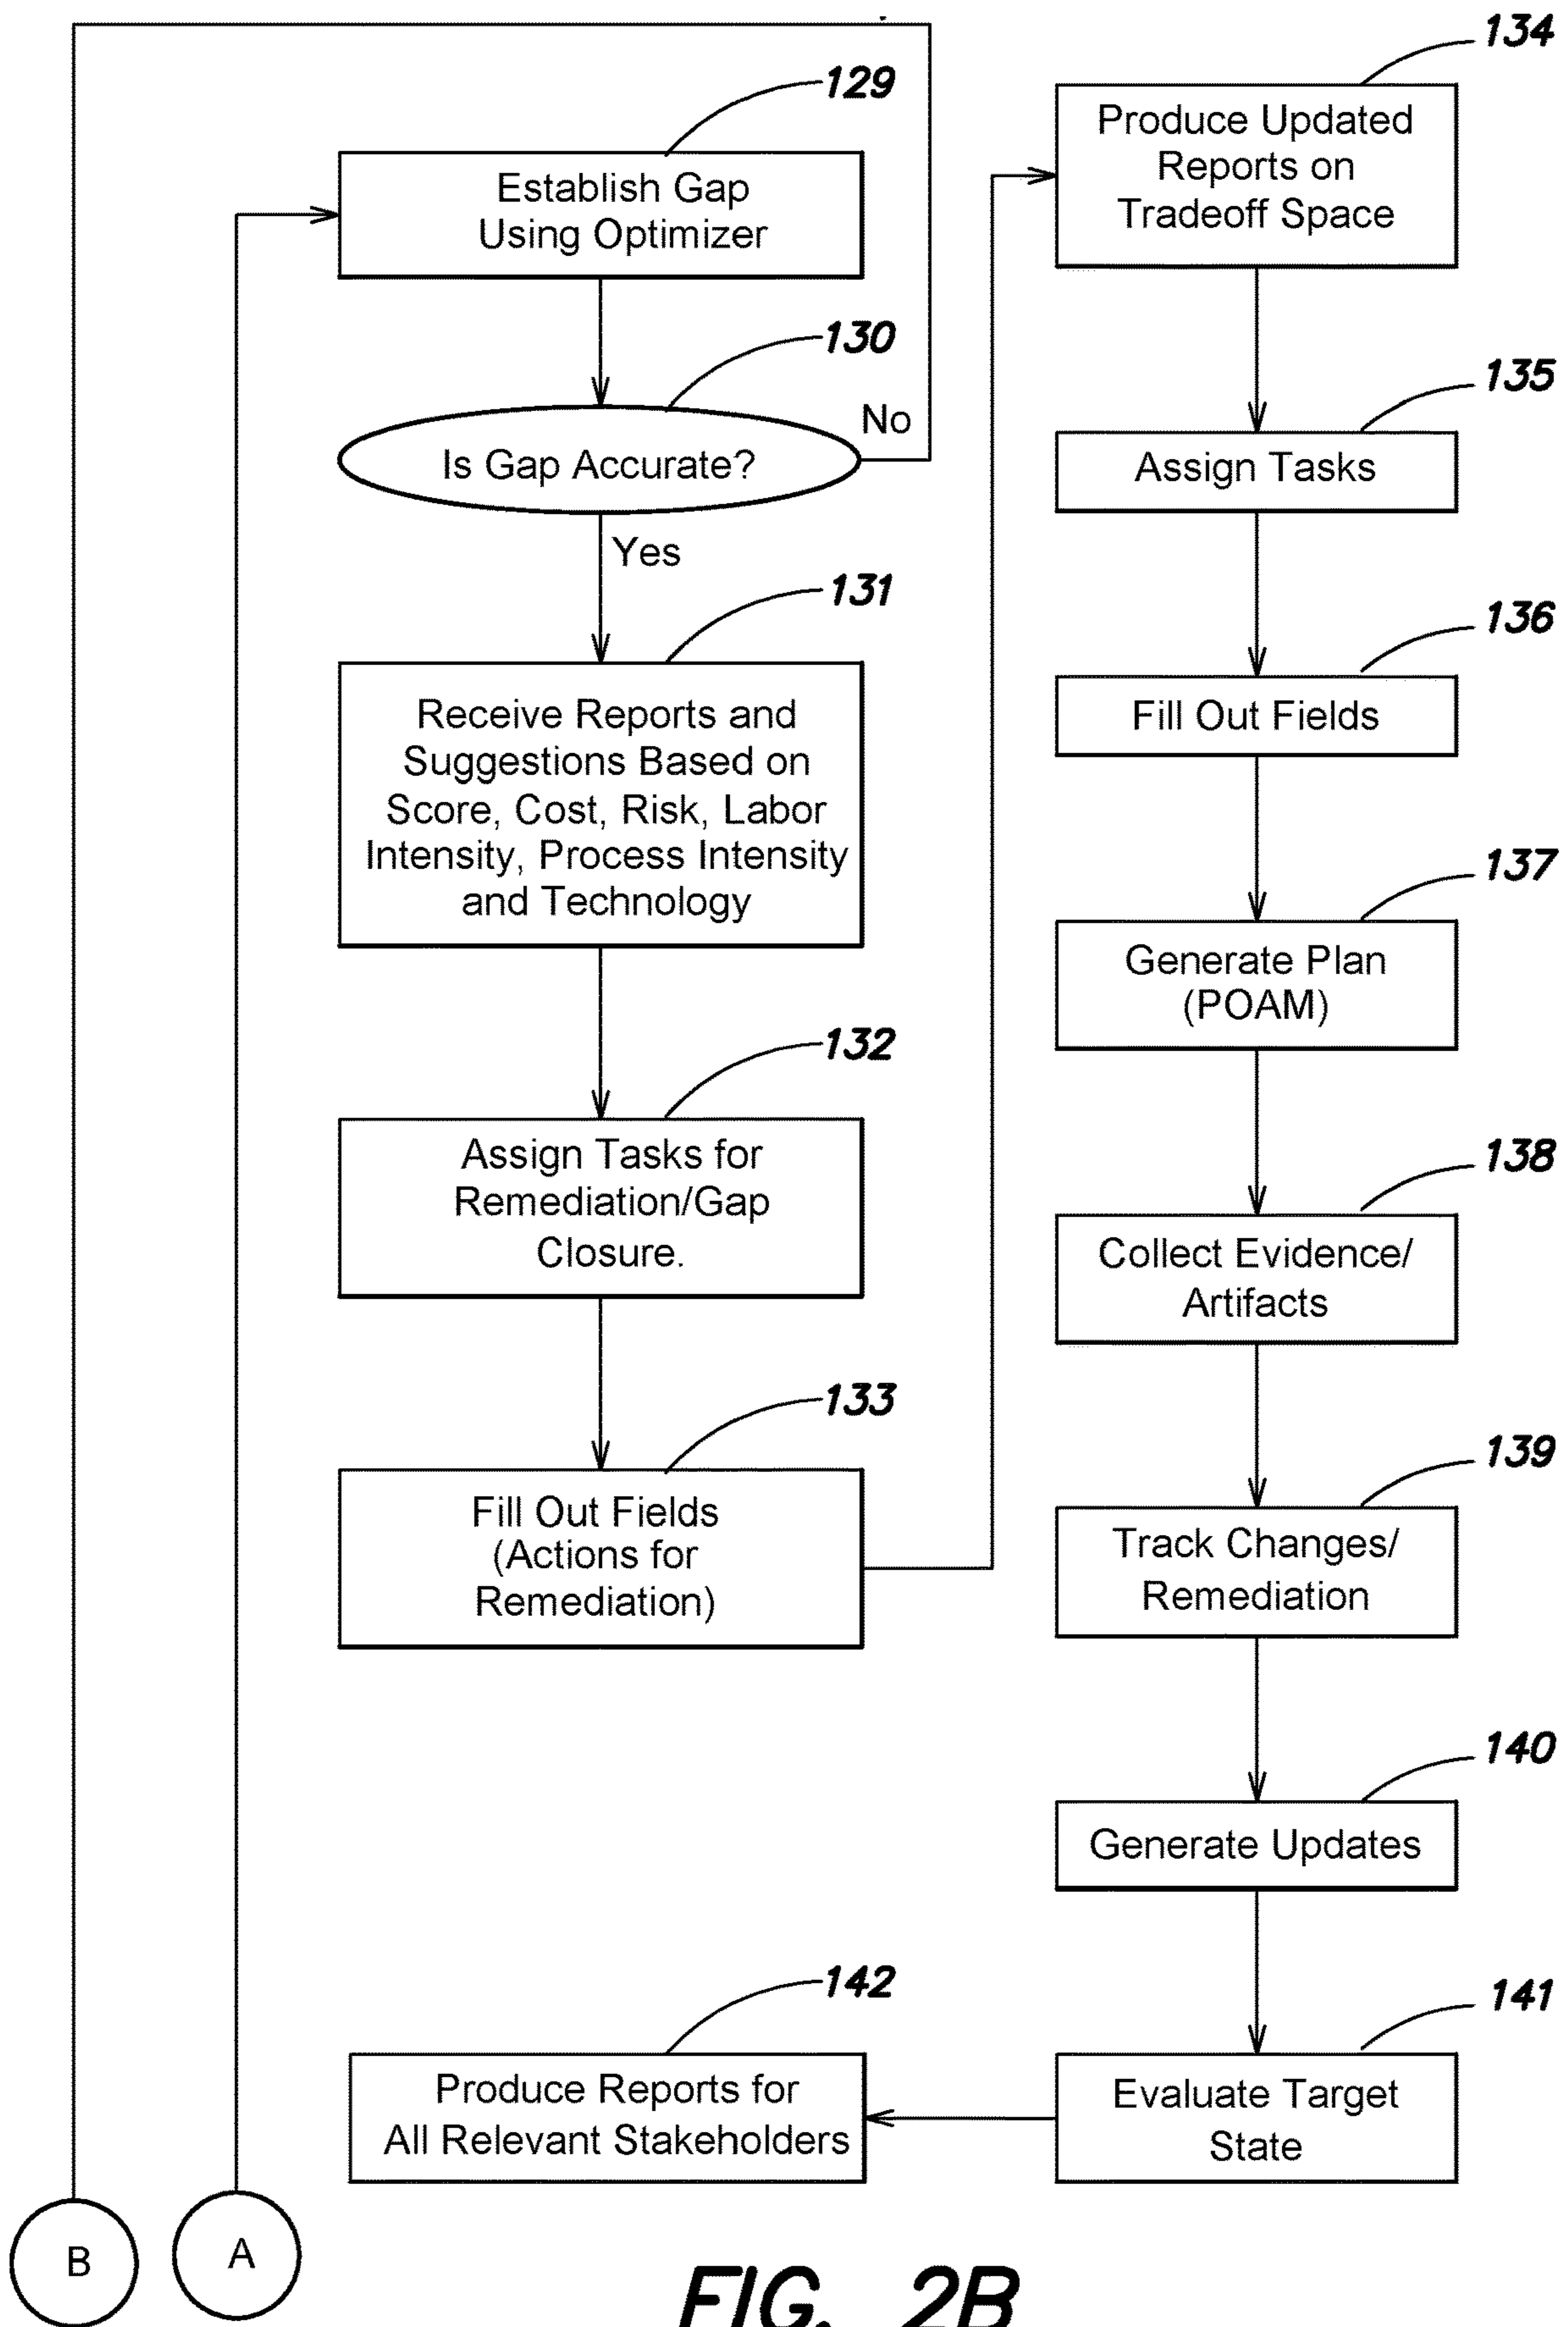 129
Establish Gap
Using Optimizer
130
Is Gap Accurate?
No
Yes
131
Receive Reports and
Suggestions Based on
Score, Cost, Risk, Labor
Intensity, Process Intensity
and Technology
132
Assign Tasks for
Remediation/Gap
Closure.
133
Fill Out Fields
(Actions for
Remediation)
134
Produce Updated
Reports on
Tradeoff Space
135
Assign Tasks
136
Fill Out Fields
137
Generate Plan
(POAM)
138
Collect Evidence/
Artifacts
139
Track Changes/
Remediation
140
Generate Updates
141
Evaluate Target
State
142
Produce Reports for
All Relevant Stakeholders
B
A
FIG. 2B